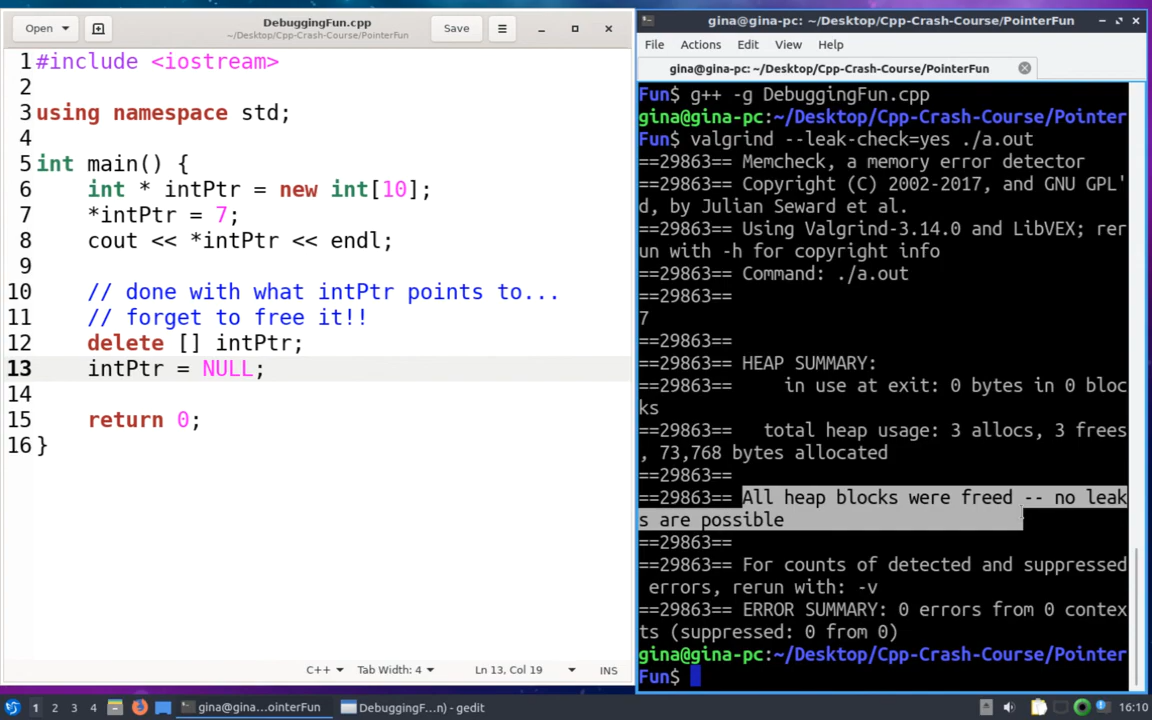 Open
DebuggingFun.cpp
~/Desktop/Cpp-Crash-Course/PointerFun
Save
1 #include <iostream>
2
3 using namespace std;
4
5 int main() {
6     int * intPtr = new int[10];
7     *intPtr = 7;
8     cout << *intPtr << endl;
9
10     // done with what intPtr points to...
11     // forget to free it!!
12     delete [] intPtr;
13     intPtr = NULL;
14
15     return 0;
16 }
C++
Tab Width: 4
Ln 13, Col 19
INS
gina@gina-pc: ~/Desktop/Cpp-Crash-Course/PointerFun
File Actions Edit View Help
gina@gina-pc: ~/Desktop/Cpp-Crash-Course/PointerFun
Fun$ g++ -g DebuggingFun.cpp
gina@gina-pc:~/Desktop/Cpp-Crash-Course/Pointer
Fun$ valgrind --leak-check=yes ./a.out
==29863== Memcheck, a memory error detector
==29863== Copyright (C) 2002-2017, and GNU GPL'
d, by Julian Seward et al.
==29863== Using Valgrind-3.14.0 and LibVEX; rer
un with -h for copyright info
==29863== Command: ./a.out
==29863==
7
==29863==
==29863== HEAP SUMMARY:
==29863==     in use at exit: 0 bytes in 0 bloc
ks
==29863==   total heap usage: 3 allocs, 3 frees
, 73,768 bytes allocated
==29863==
==29863== All heap blocks were freed -- no leak
s are possible
==29863==
==29863== For counts of detected and suppressed
 errors, rerun with: -v
==29863== ERROR SUMMARY: 0 errors from 0 contex
ts (suppressed: 0 from 0)
gina@gina-pc:~/Desktop/Cpp-Crash-Course/Pointer
Fun$
1 2 3 4
gina@gina...ointerFun
DebuggingF...n) - gedit
16:10